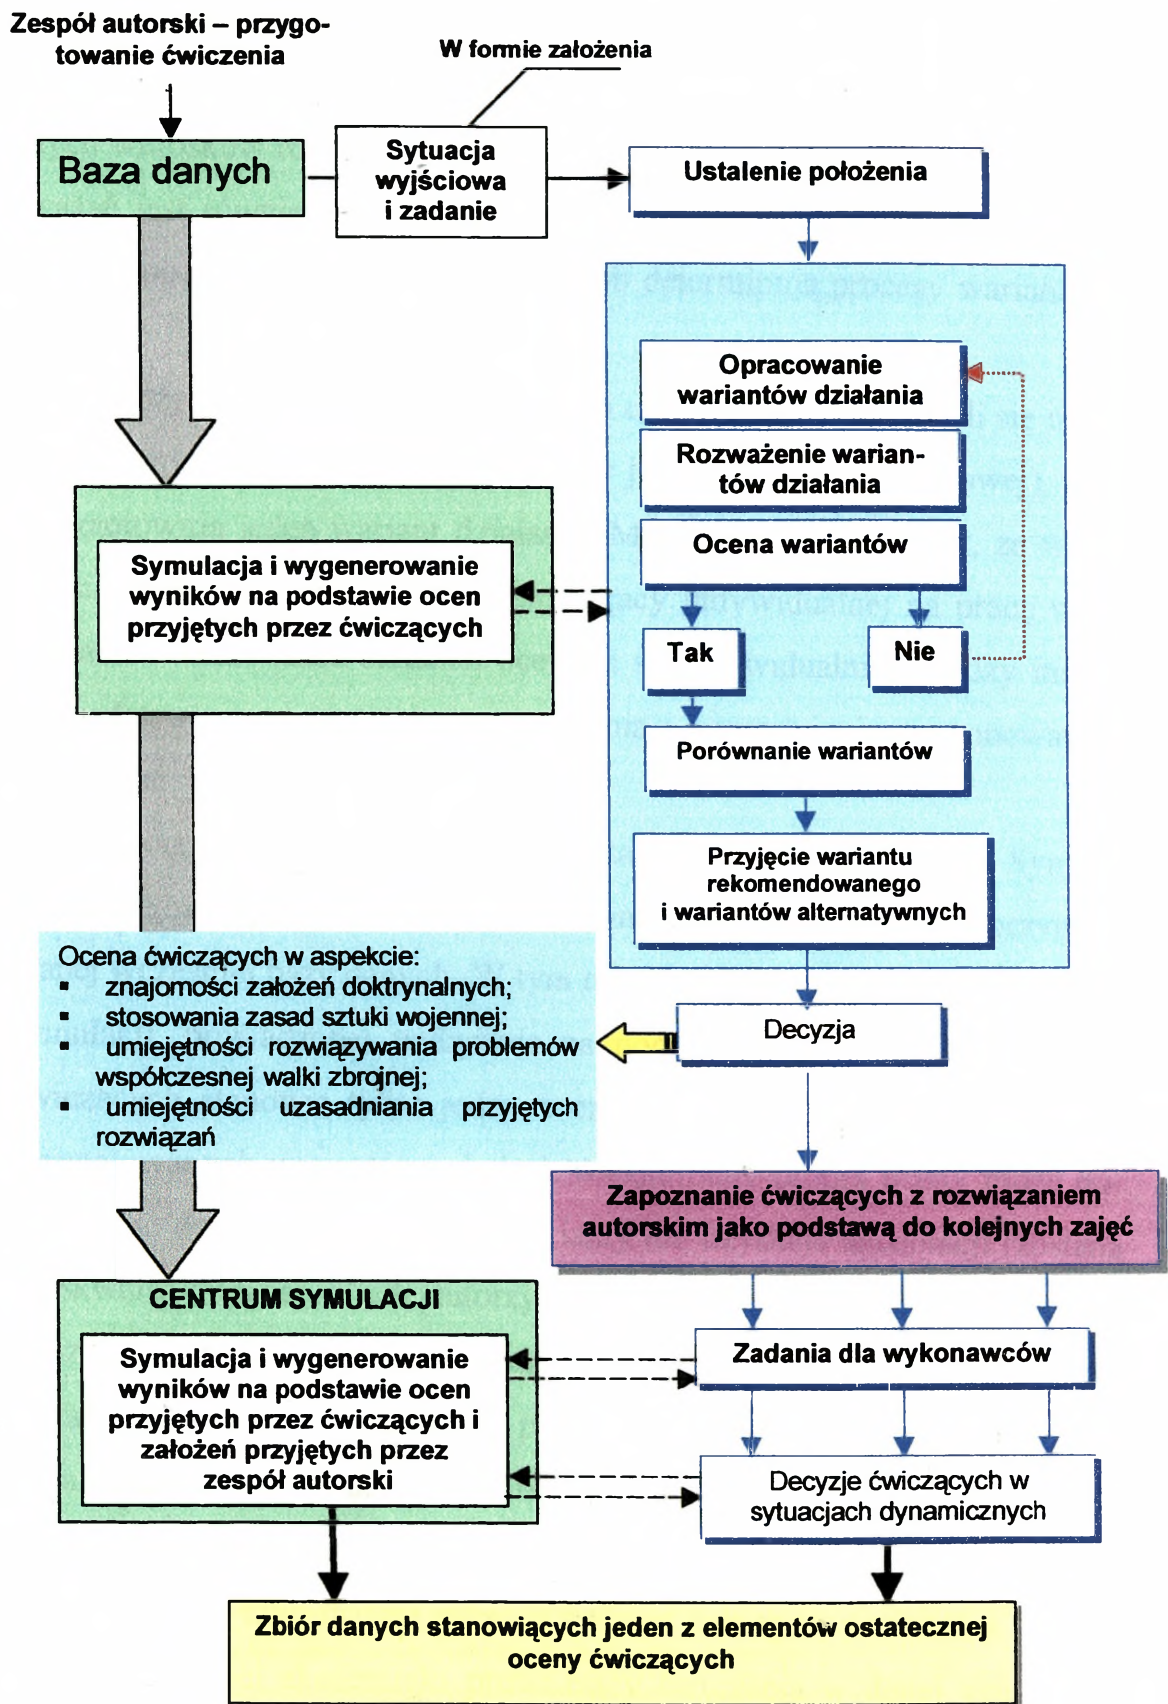 Zespół autorski – przygo-
towanie ćwiczenia
W formie założenia
Baza danych
Sytuacja
wyjściowa
i zadanie
Ustalenie położenia
Opracowanie
wariantów działania
Rozważenie warian-
tów działania
Ocena wariantów
Tak
Nie
Symulacja i wygenerowanie
wyników na podstawie ocen
przyjętych przez ćwiczących
Porównanie wariantów
Przyjęcie wariantu
rekomendowanego
i wariantów alternatywnych
Ocena ćwiczących w aspekcie:
▪ znajomości założeń doktrynalnych;
▪ stosowania zasad sztuki wojennej;
▪ umiejętności rozwiązywania problemów
współczesnej walki zbrojnej;
▪ umiejętności uzasadniania przyjętych
rozwiązań
Decyzja
Zapoznanie ćwiczących z rozwiązaniem
autorskim jako podstawą do kolejnych zajęć
CENTRUM SYMULACJI
Symulacja i wygenerowanie
wyników na podstawie ocen
przyjętych przez ćwiczących i
założeń przyjętych przez
zespół autorski
Zadania dla wykonawców
Decyzje ćwiczących w
sytuacjach dynamicznych
Zbiór danych stanowiących jeden z elementów ostatecznej
oceny ćwiczących